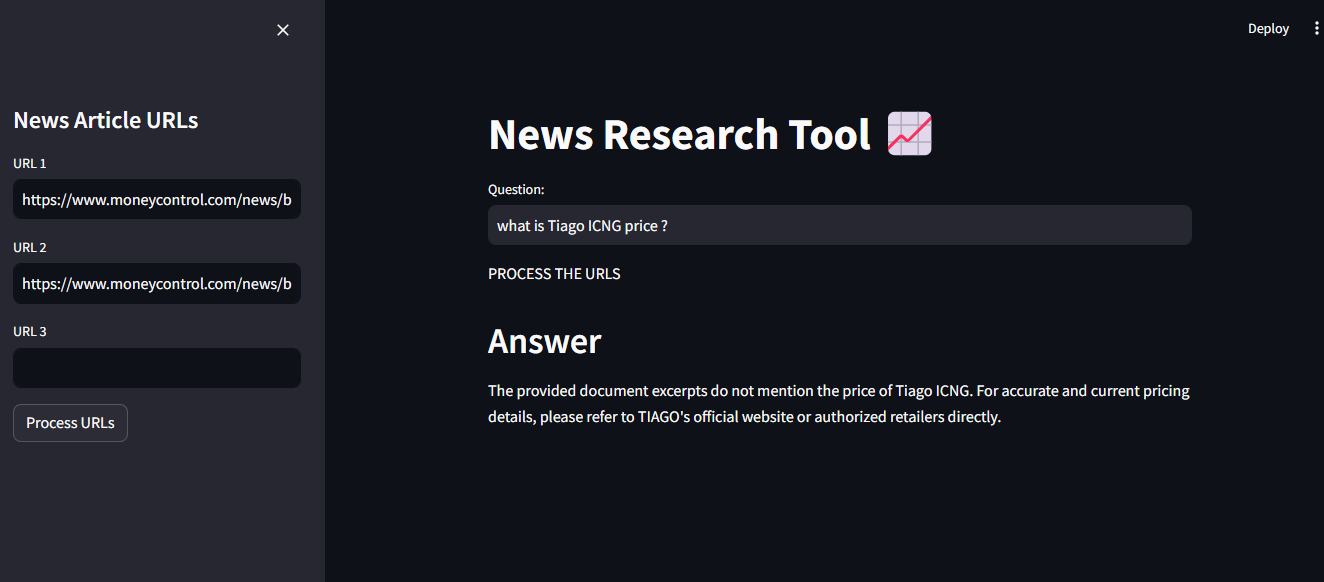 Deploy
News Article URLs
URL 1
https://www.moneycontrol.com/news/b
URL 2
https://www.moneycontrol.com/news/b
URL 3
Process URLs
News Research Tool
Question:
what is Tiago ICNG price ?
PROCESS THE URLS
Answer
The provided document excerpts do not mention the price of Tiago ICNG. For accurate and current pricing
details, please refer to TIAGO's official website or authorized retailers directly.